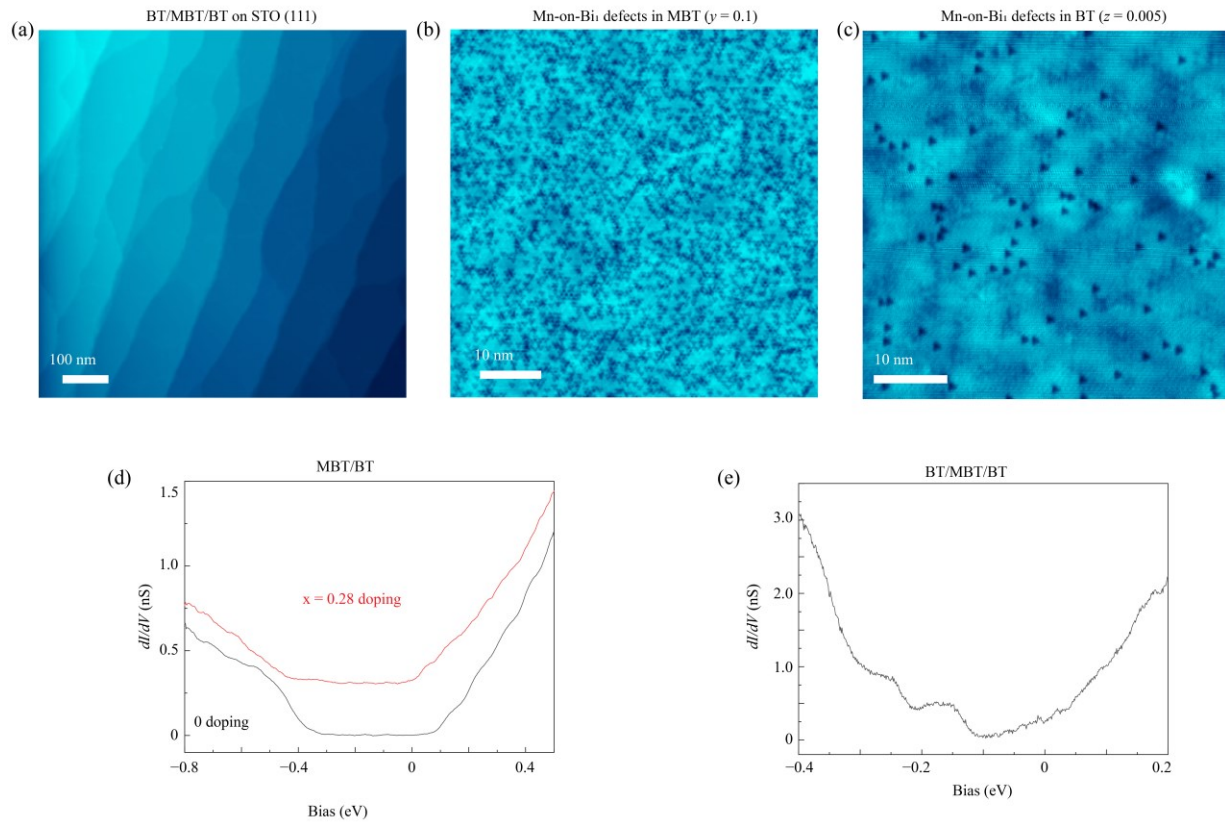 (a)
BT/MBT/BT on STO (111)
100 nm
(b)
Mn-on-Bi₁ defects in MBT (y = 0.1)
10 nm
(c)
Mn-on-Bi₁ defects in BT (z = 0.005)
10 nm
(d)
MBT/BT
1.5
1.0
0.5
0
dI/dV (nS)
x = 0.28 doping
0 doping
−0.8
−0.4
0
0.4
Bias (eV)
(e)
BT/MBT/BT
3.0
2.0
1.0
0
dI/dV (nS)
−0.4
−0.2
0
0.2
Bias (eV)